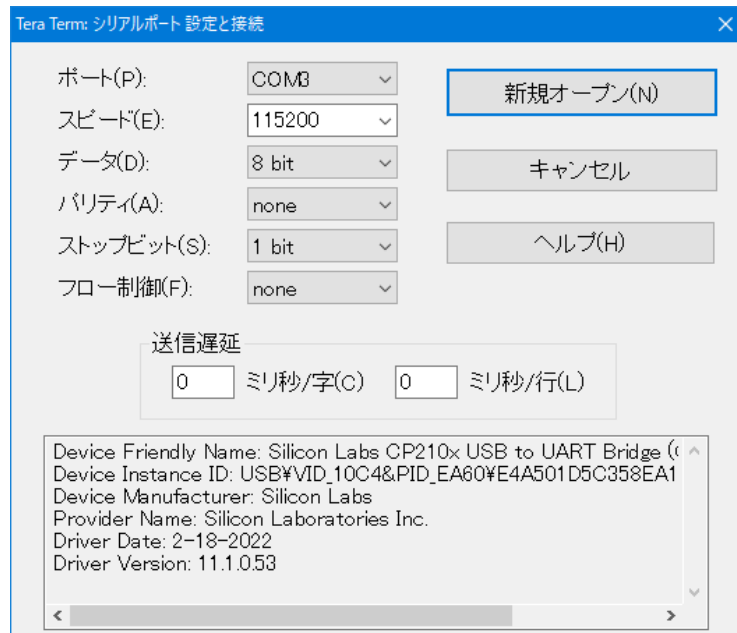 Tera Term: シリアルポート 設定と接続
ポート(P):
COM3
新規オープン(N)
スピード(E):
115200
データ(D):
8 bit
キャンセル
パリティ(A):
none
ストップビット(S):
1 bit
ヘルプ(H)
フロー制御(F):
none
送信遅延
0
ミリ秒/字(C)
0
ミリ秒/行(L)
Device Friendly Name: Silicon Labs CP210x USB to UART Bridge (
Device Instance ID: USB¥VID_10C4&PID_EA60¥E4A501D5C358EA1
Device Manufacturer: Silicon Labs
Provider Name: Silicon Laboratories Inc.
Driver Date: 2-18-2022
Driver Version: 11.1.0.53